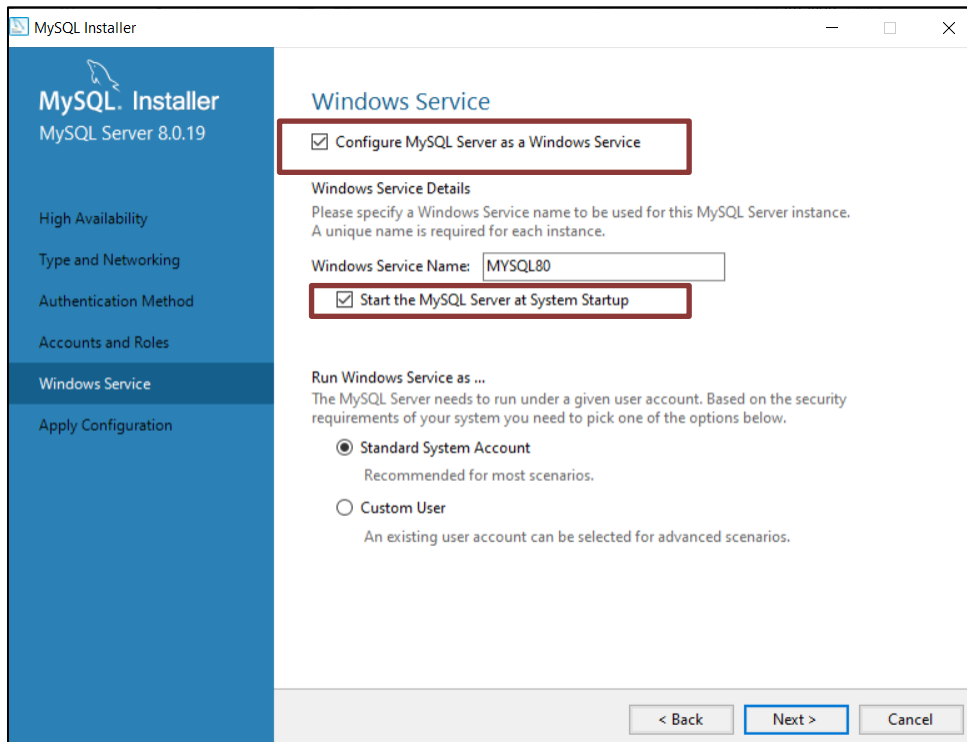 MySQL Installer
MySQL. Installer
MySQL Server 8.0.19
High Availability
Type and Networking
Authentication Method
Accounts and Roles
Windows Service
Apply Configuration
Windows Service
Configure MySQL Server as a Windows Service
Windows Service Details
Please specify a Windows Service name to be used for this MySQL Server instance.
A unique name is required for each instance.
Windows Service Name: MYSQL80
Start the MySQL Server at System Startup
Run Windows Service as ...
The MySQL Server needs to run under a given user account. Based on the security
requirements of your system you need to pick one of the options below.
Standard System Account
Recommended for most scenarios.
Custom User
An existing user account can be selected for advanced scenarios.
< Back Next > Cancel